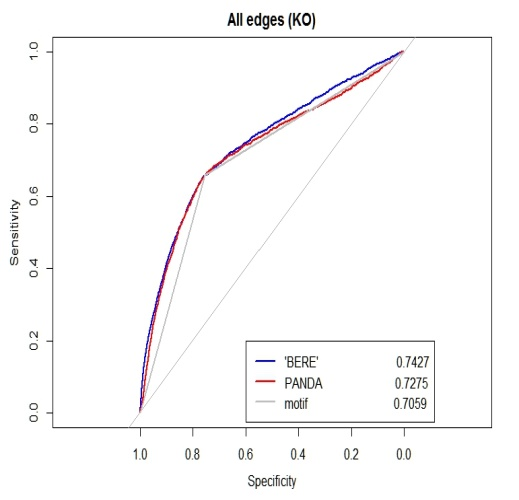 All edges (KO)
Sensitivity
1.0
0.8
0.6
0.4
0.2
0.0
'BERE' 0.7427
PANDA 0.7275
motif 0.7059
1.0 0.8 0.6 0.4 0.2 0.0
Specificity